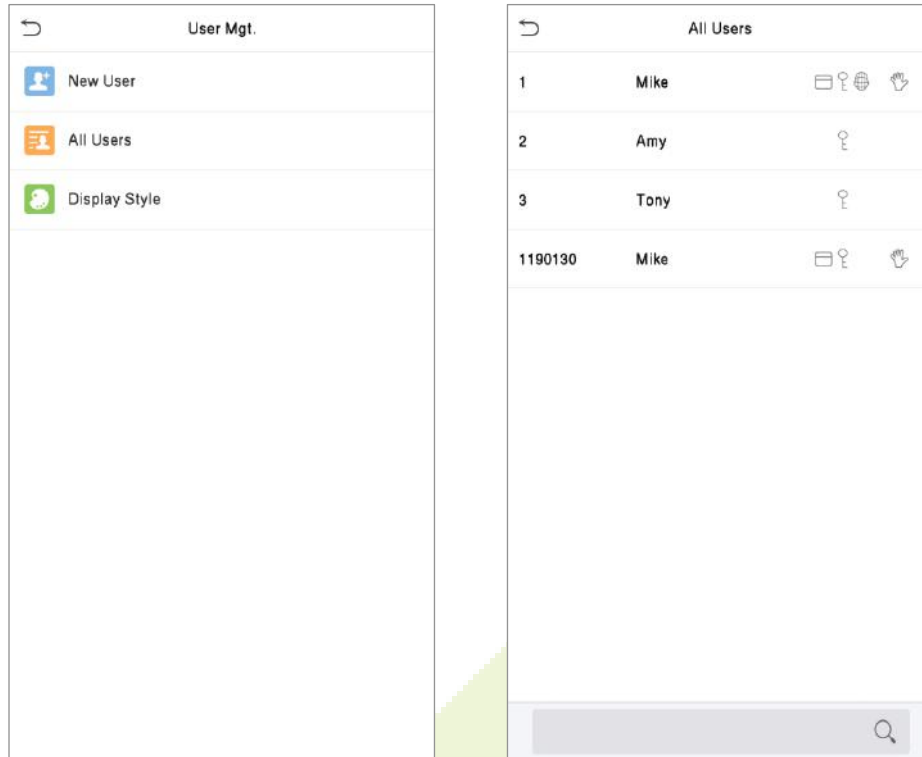 User Mgt.
New User
All Users
Display Style
All Users
1 Mike
2 Amy
3 Tony
1190130 Mike